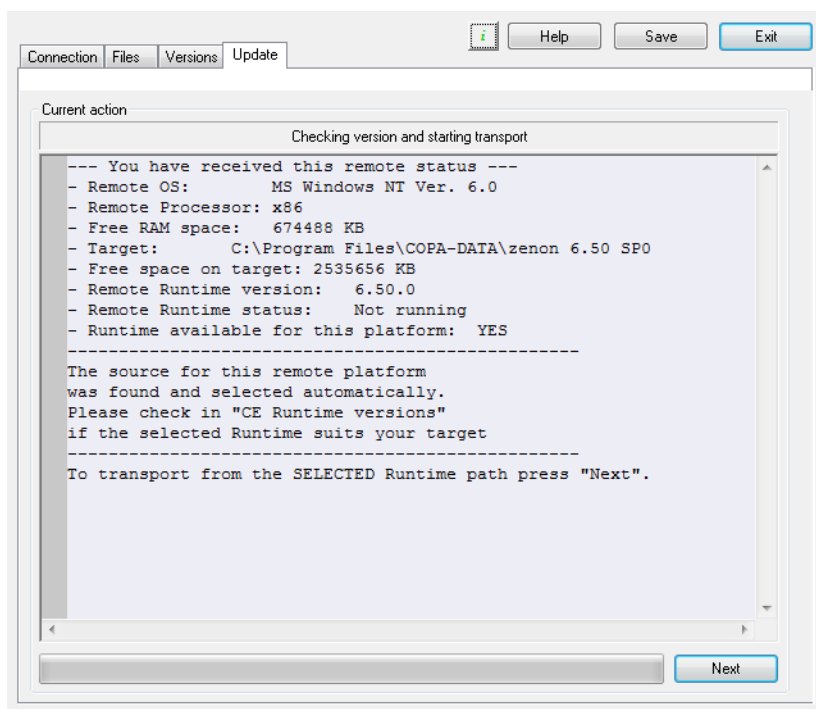 i Help Save Exit
Connection Files Versions Update
Current action
Checking version and starting transport
--- You have received this remote status ---
- Remote OS: MS Windows NT Ver. 6.0
- Remote Processor: x86
- Free RAM space: 674488 KB
- Target: C:\Program Files\COPA-DATA\zenon 6.50 SP0
- Free space on target: 2535656 KB
- Remote Runtime version: 6.50.0
- Remote Runtime status: Not running
- Runtime available for this platform: YES
----------------------------------------------------
The source for this remote platform
was found and selected automatically.
Please check in "CE Runtime versions"
if the selected Runtime suits your target
----------------------------------------------------
To transport from the SELECTED Runtime path press "Next".
Next